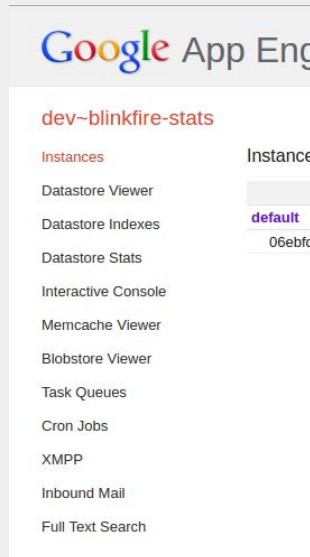 Google App Eng
dev~blinkfire-stats
Instances
Instance
Datastore Viewer
default
Datastore Indexes
06ebf
Datastore Stats
Interactive Console
Memcache Viewer
Blobstore Viewer
Task Queues
Cron Jobs
XMPP
Inbound Mail
Full Text Search